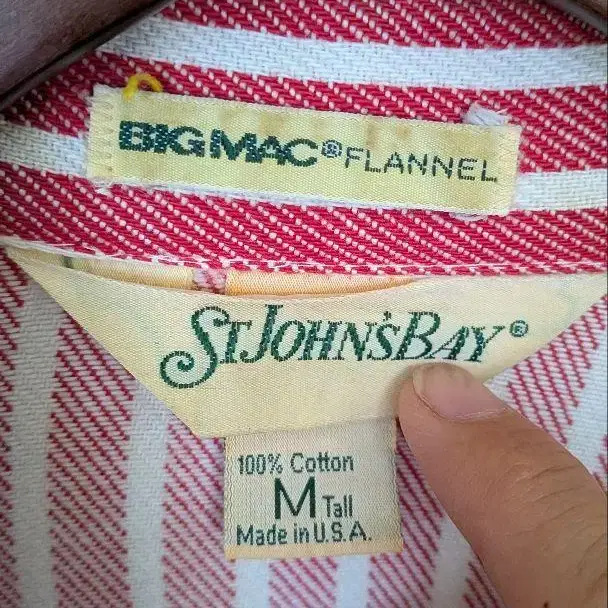 BIG MAC® FLANNEL
ST. JOHN'S BAY®
100% Cotton
M Tall
Made in U.S.A.